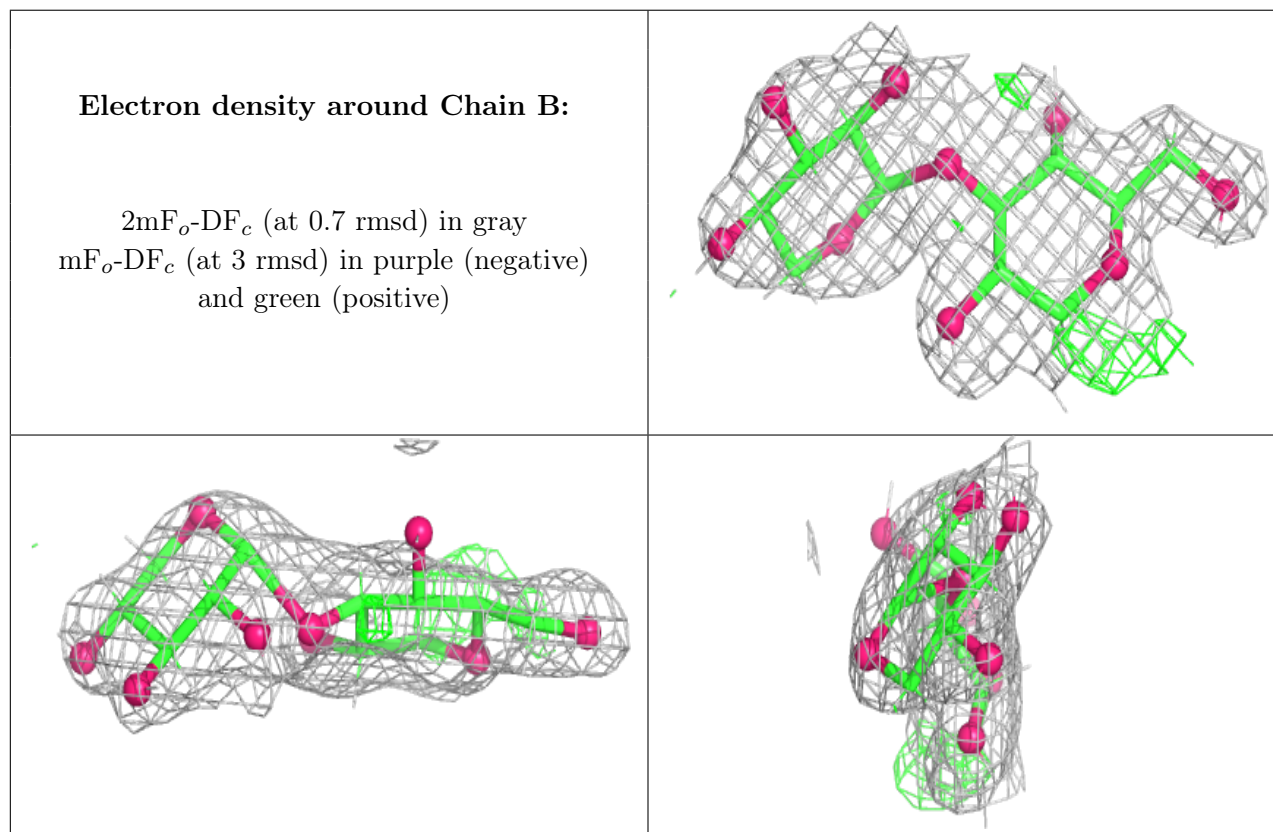 Electron density around Chain B:
2mFo-DFc (at 0.7 rmsd) in gray
mFo-DFc (at 3 rmsd) in purple (negative)
and green (positive)